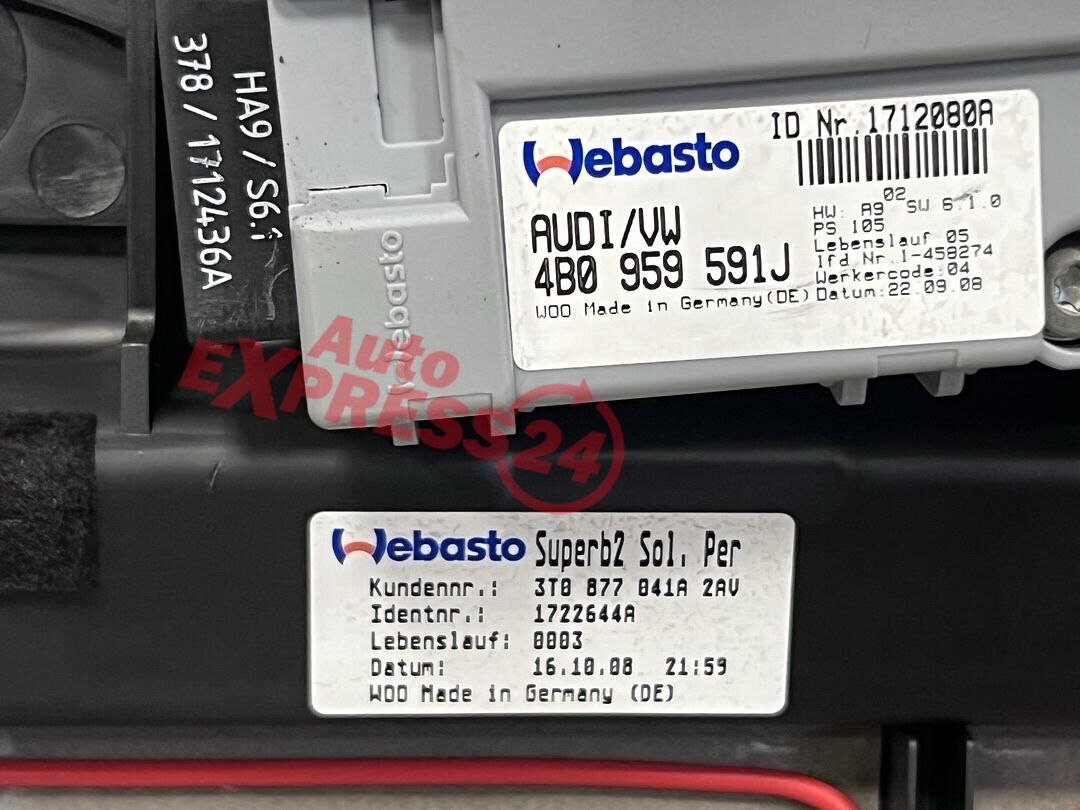 HA9 / S6.1
378 / 1712436A
Webasto
Webasto
ID Nr. 1712080A
AUDI/VW
4B0 959 591J
WOO Made in Germany(DE)
HW: A9 02 SW 6.1.0
PS 105
Lebenslauf 05
lfd Nr.1-458274
Werkercode:04
Datum:22.09.08
Auto
EXPRESS24
Webasto Superb2 Sol. Per
Kundennr.: 3T0 877 041A 2AV
Identnr.: 1722644A
Lebenslauf: 0003
Datum: 16.10.08 21:59
WOO Made in Germany (DE)